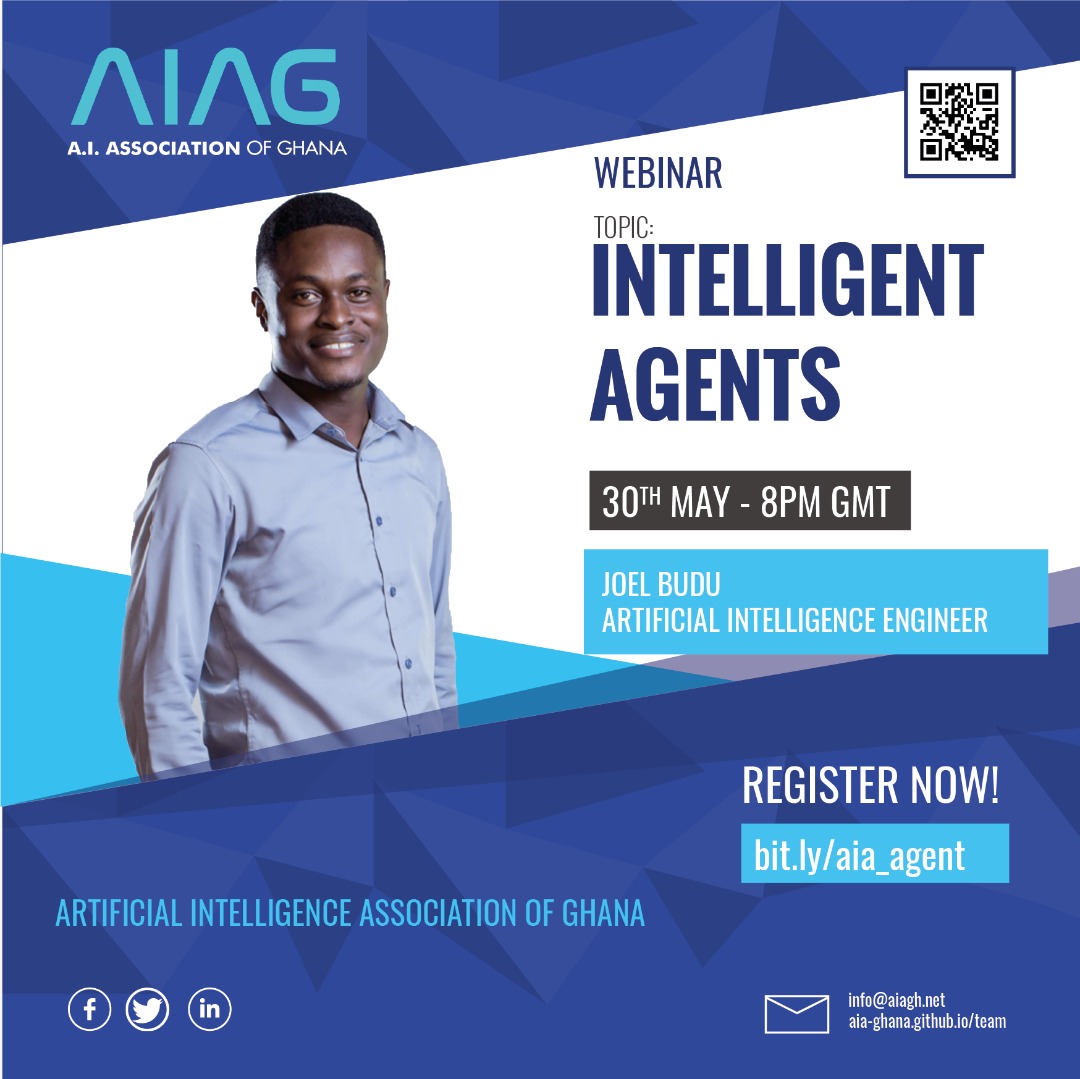 AIAG
A.I. ASSOCIATION OF GHANA
WEBINAR
TOPIC:
INTELLIGENT
AGENTS
30TH MAY - 8PM GMT
JOEL BUDU
ARTIFICIAL INTELLIGENCE ENGINEER
REGISTER NOW!
bit.ly/aia_agent
ARTIFICIAL INTELLIGENCE ASSOCIATION OF GHANA
info@aiagh.net
aia-ghana.github.io/team